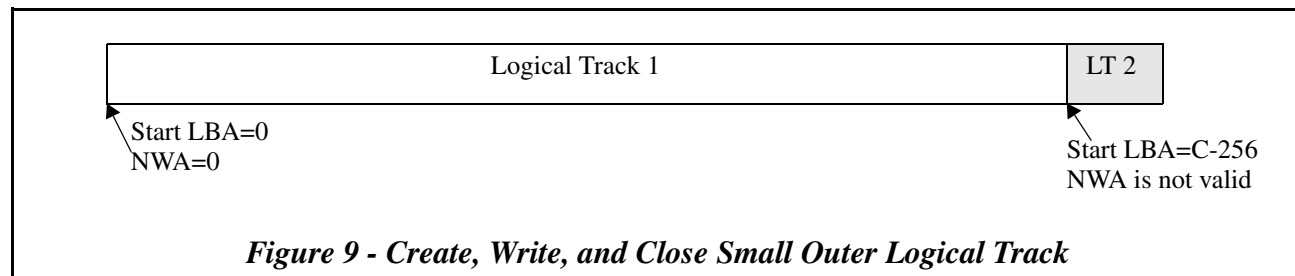 Logical Track 1
LT 2
Start LBA=0
NWA=0
Start LBA=C-256
NWA is not valid
Figure 9 - Create, Write, and Close Small Outer Logical Track